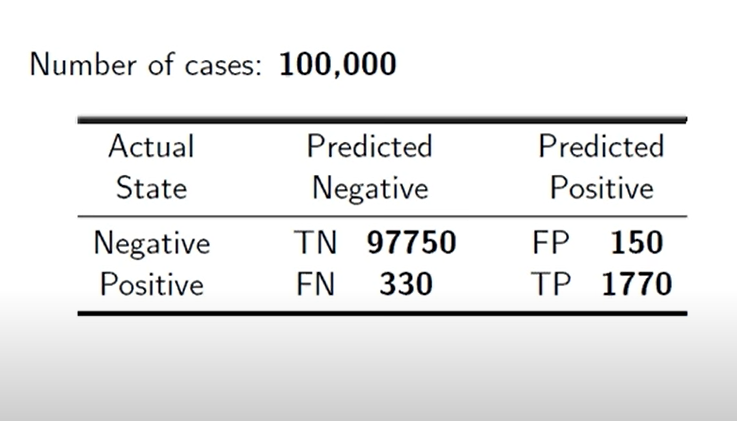 Number of cases: 100,000
Actual Predicted Predicted
State Negative Positive
Negative TN 97750 FP 150
Positive FN 330 TP 1770